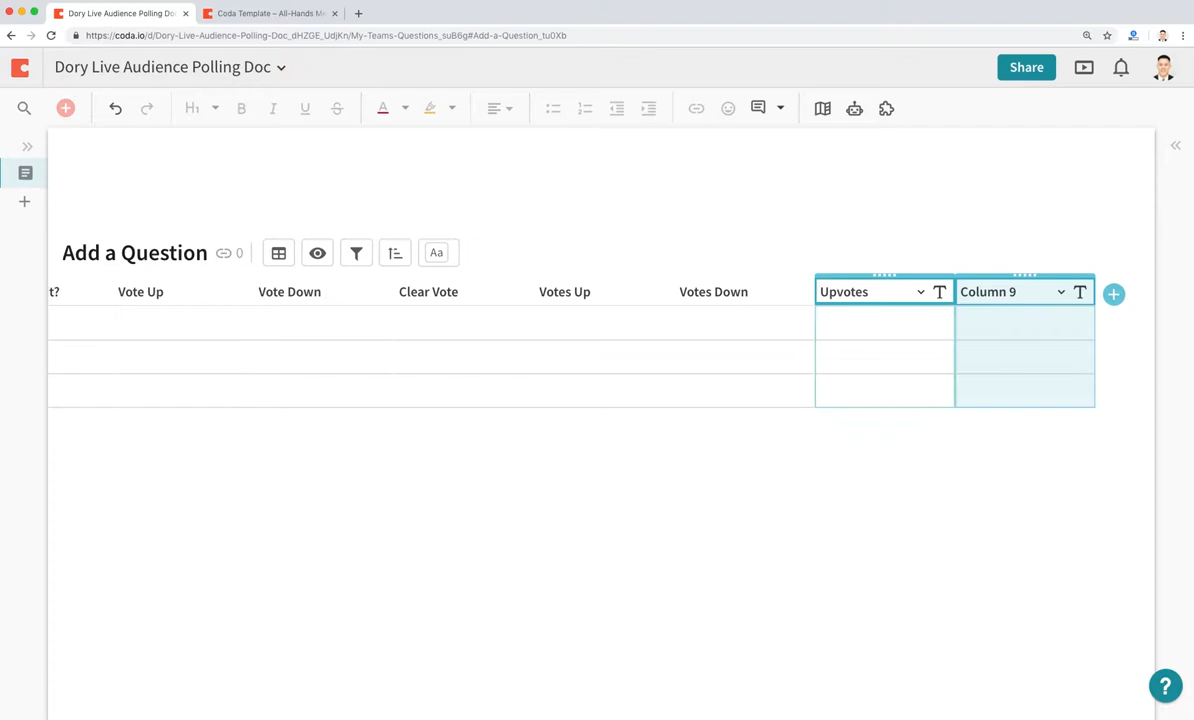 Dory Live Audience Polling Doc
Coda Template – All-Hands Me
https://coda.io/d/Dory-Live-Audience-Polling-Doc_dHZGE_UdjKn/My-Teams-Questions_suB6g#Add-a-Question_tu0Xb
Dory Live Audience Polling Doc
Share
H1 B I U S A
Add a Question 0 Aa
t? Vote Up Vote Down Clear Vote Votes Up Votes Down Upvotes T Column 9 T
?